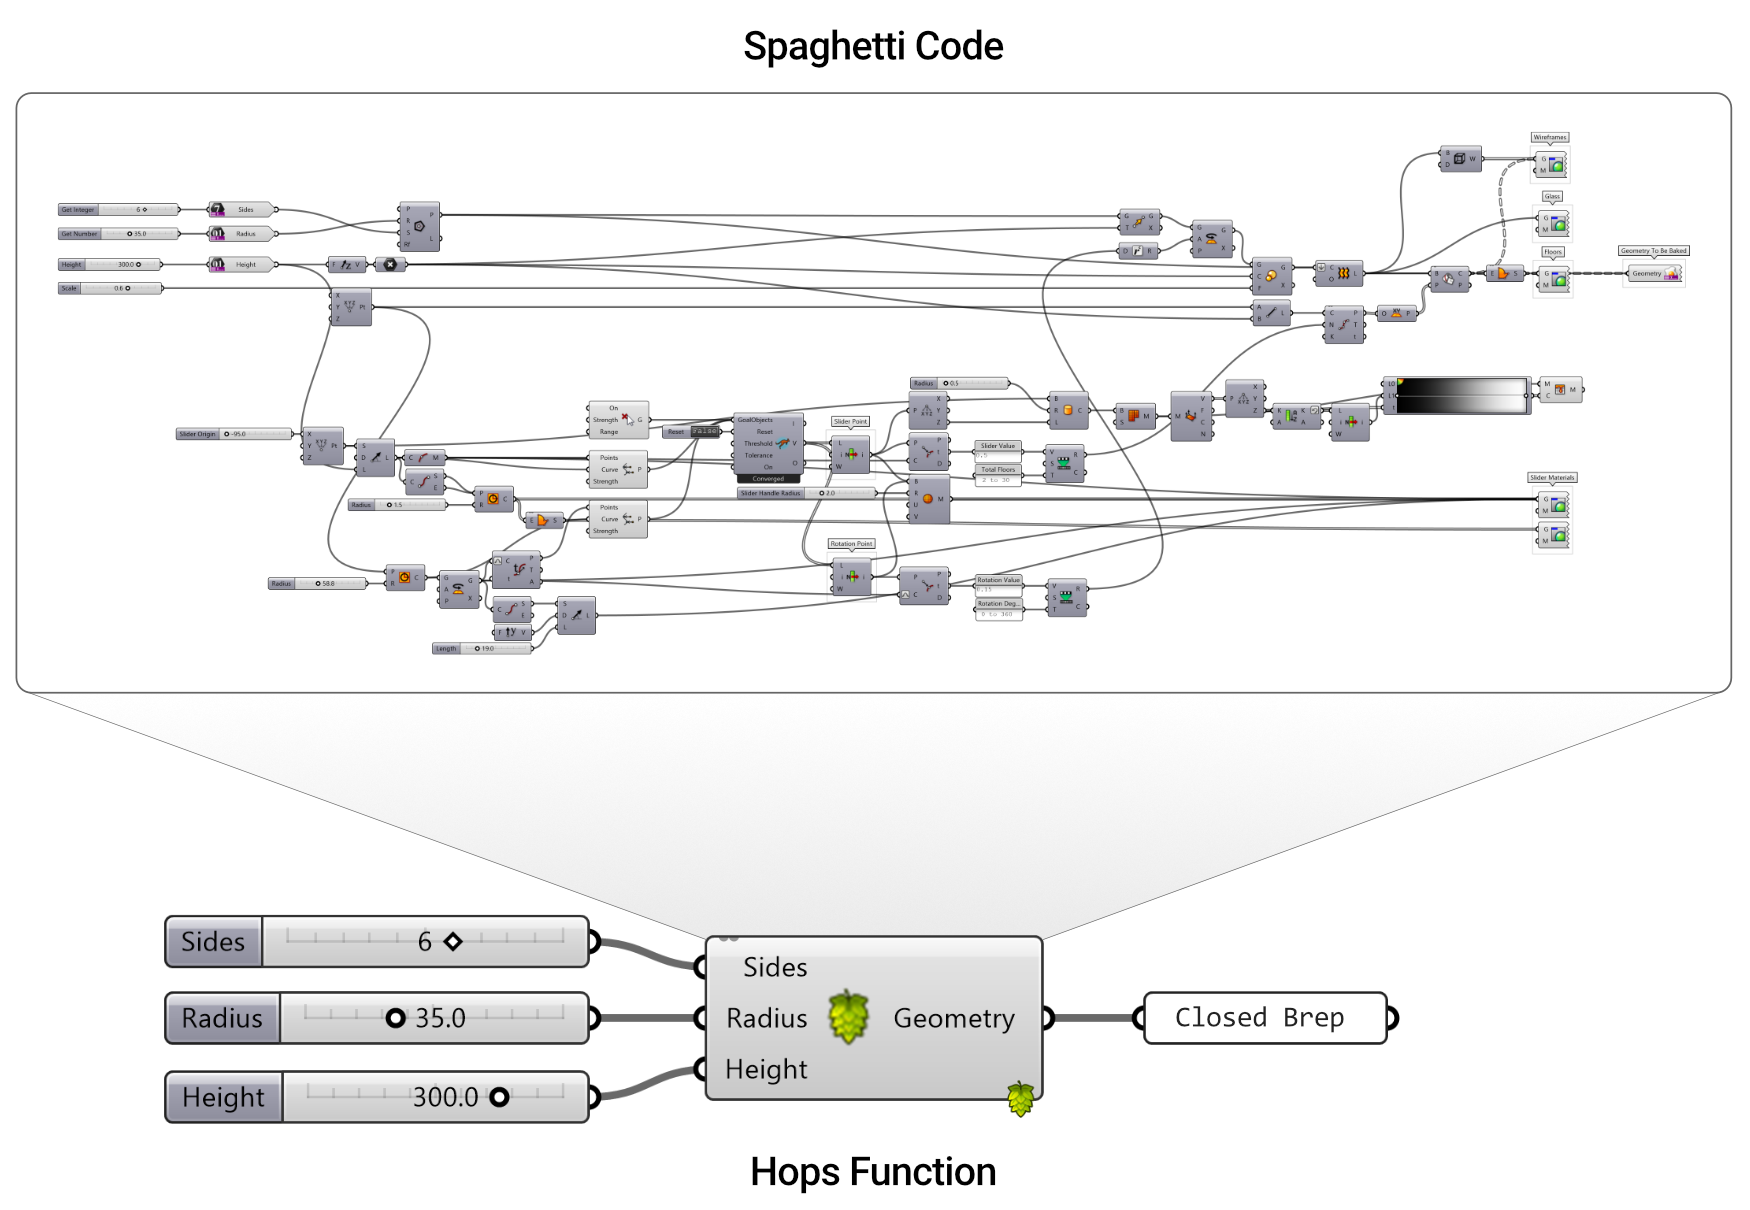 Spaghetti Code
Wireframes
Glass
Floors
Geometry To Be Baked
Geometry
Get Integer 6
Sides
Get Number 35.0
Radius
Height 300.0
Height
Scale 0.6
Slider Origin -95.0
Radius 1.5
Radius 58.8
Length 19.0
On
Strength
Range
Points
Curve
Strength
Points
Curve
Strength
Reset
GoalObjects
Reset
Threshold
Tolerance
On
Converged
Slider Handle Radius 2.0
Slider Point
Rotation Point
Radius 0.5
Slider Value
Total Floors
2 to 30
Rotation Value
0.15
Rotation Deg...
0 to 360
Slider Materials
Sides 6
Radius 35.0
Height 300.0
Sides
Radius
Height
Geometry
Closed Brep
Hops Function